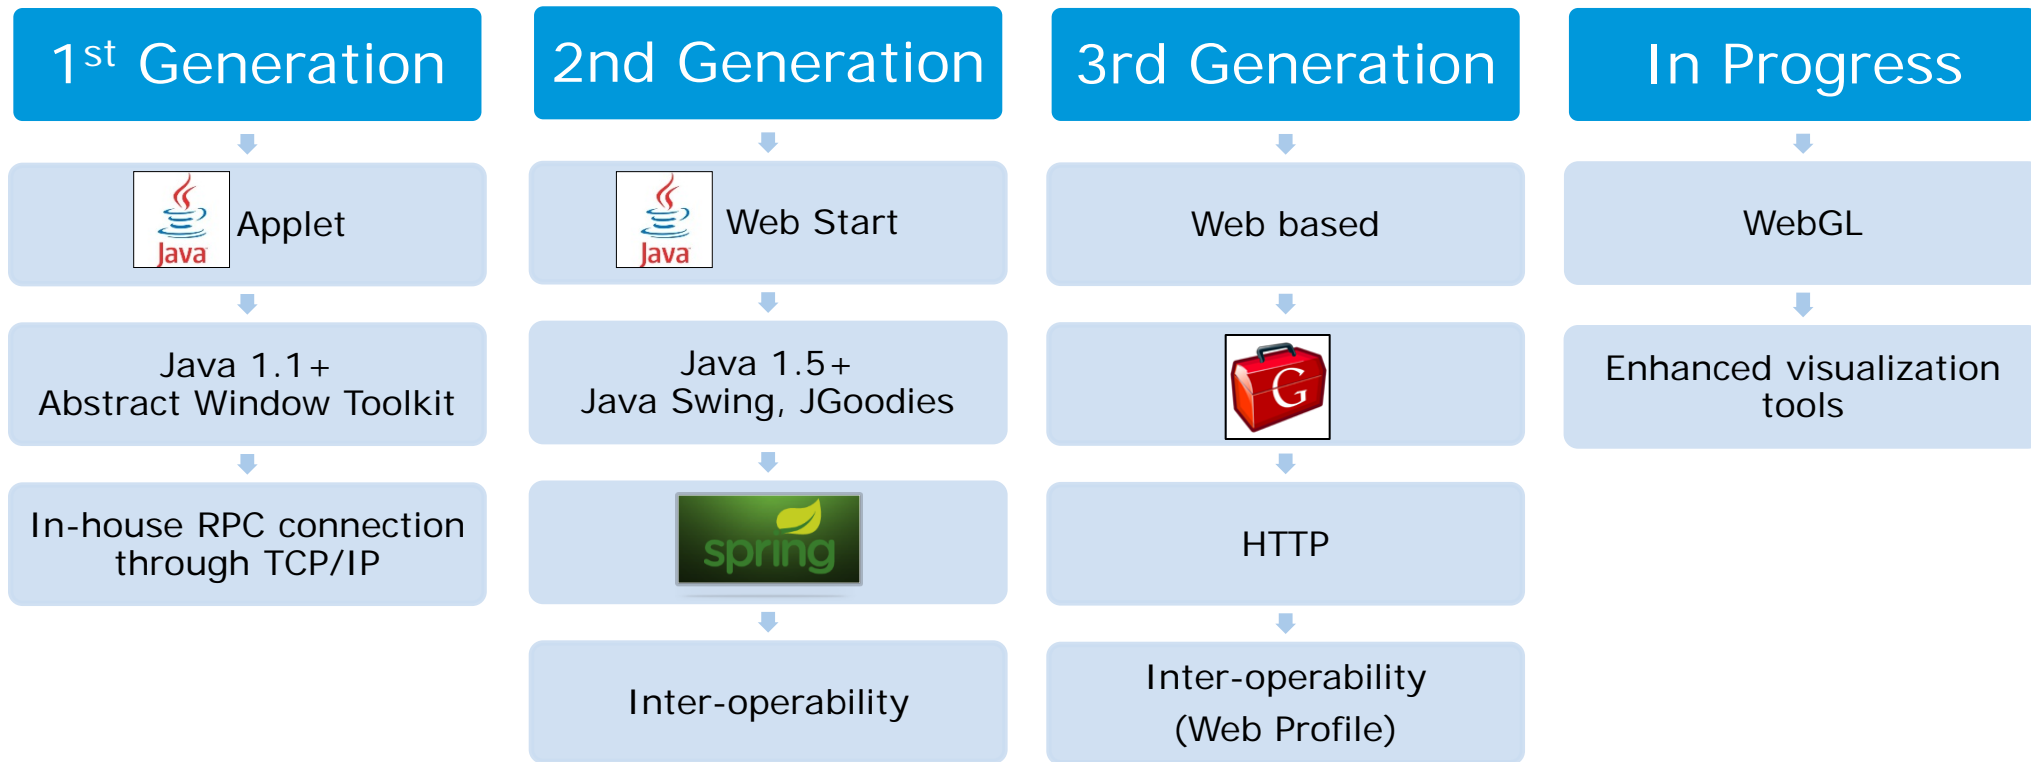 1st Generation
Java
Applet
Java 1.1+
Abstract Window Toolkit
In-house RPC connection
through TCP/IP
2nd Generation
Java
Web Start
Java 1.5+
Java Swing, JGoodies
spring
Inter-operability
3rd Generation
Web based
G
HTTP
Inter-operability
(Web Profile)
In Progress
WebGL
Enhanced visualization
tools